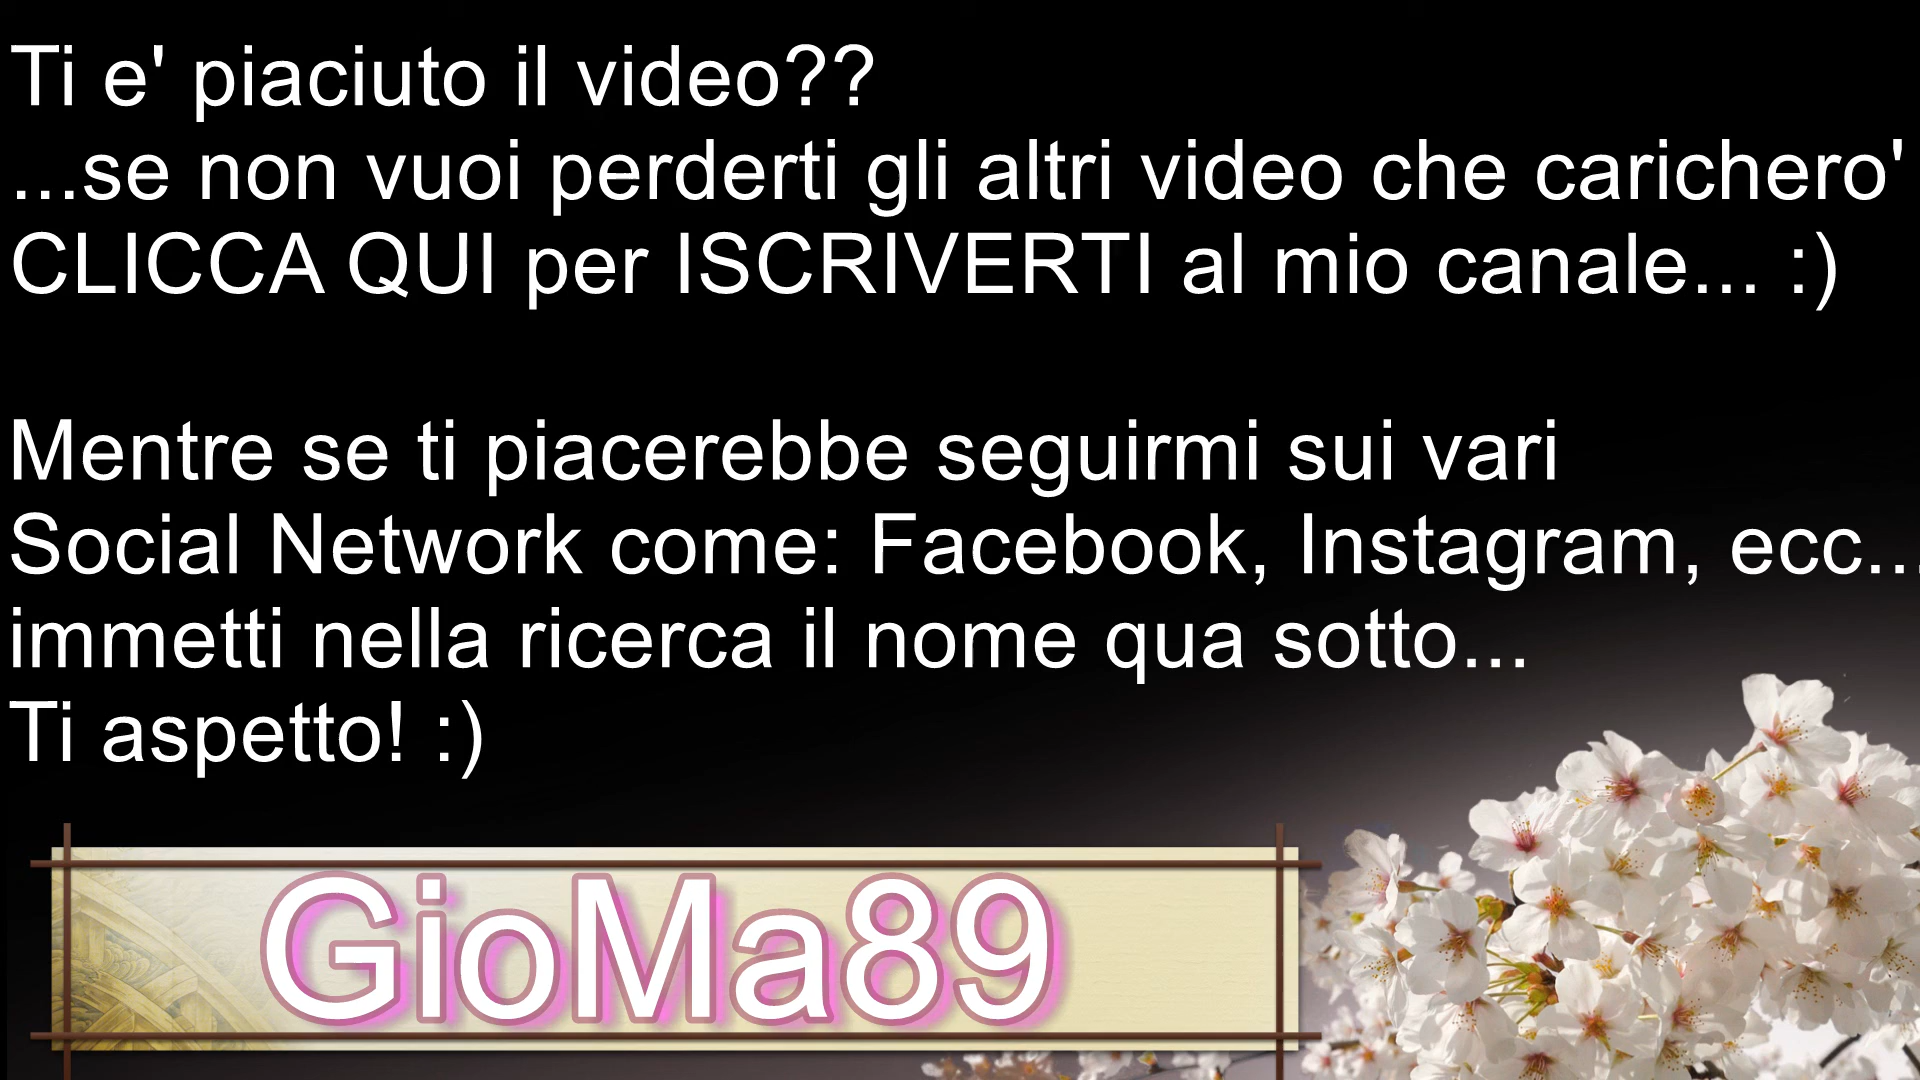 Ti e' piaciuto il video??
...se non vuoi perderti gli altri video che carichero'
CLICCA QUI per ISCRIVERTI al mio canale... :)
Mentre se ti piacerebbe seguirmi sui vari
Social Network come: Facebook, Instagram, ecc...
immetti nella ricerca il nome qua sotto...
Ti aspetto! :)
GioMa89